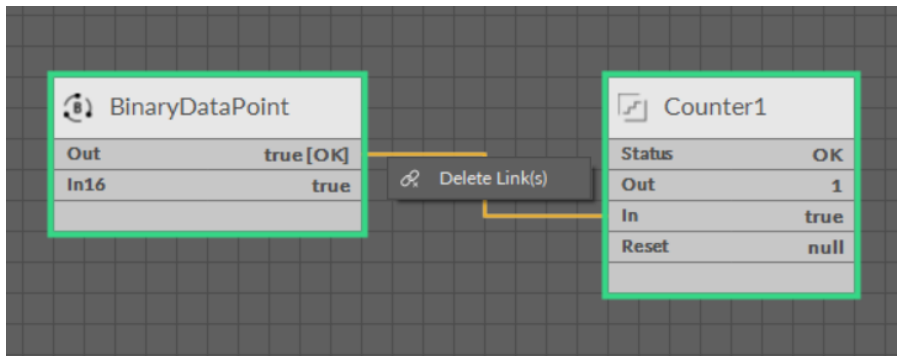 BinaryDataPoint
Out true [OK]
In16 true
Delete Link(s)
Counter1
Status OK
Out 1
In true
Reset null